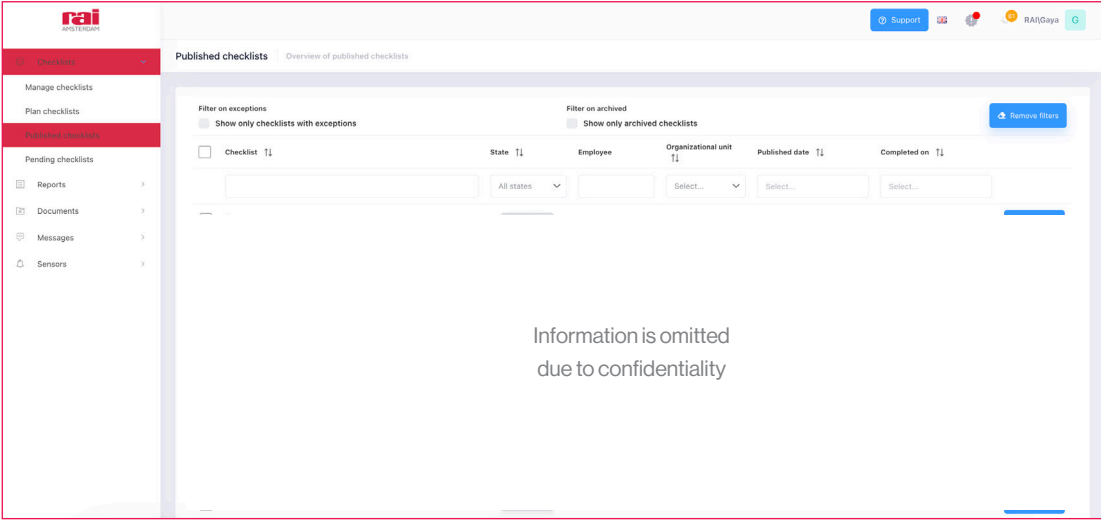 rai
AMSTERDAM
Support
RAI\Gaya
G
Published checklists
Overview of published checklists
Checklists
Manage checklists
Plan checklists
Published checklists
Pending checklists
Reports
Documents
Messages
Sensors
Filter on exceptions
Show only checklists with exceptions
Filter on archived
Show only archived checklists
Remove filters
Checklist
State
Employee
Organizational unit
Published date
Completed on
All states
Select...
Select...
Select...
Information is omitted
due to confidentiality